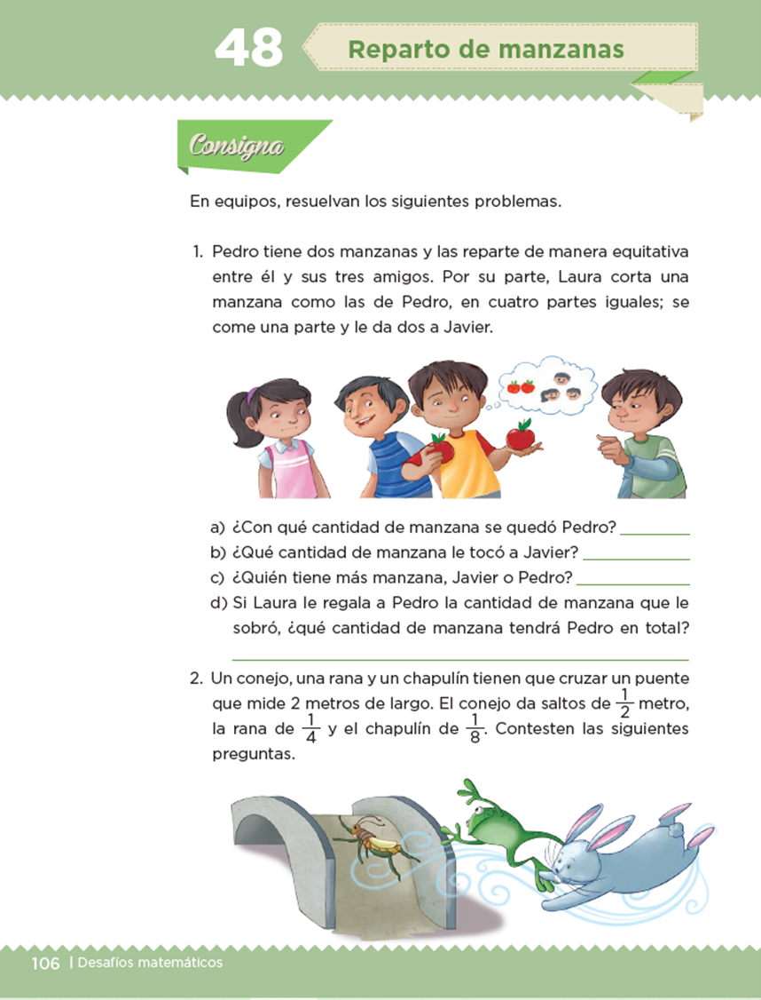 48
Reparto de manzanas
Consigna
En equipos, resuelvan los siguientes problemas.
1. Pedro tiene dos manzanas y las reparte de manera equitativa
entre él y sus tres amigos. Por su parte, Laura corta una
manzana como las de Pedro, en cuatro partes iguales; se
come una parte y le da dos a Javier.
a) ¿Con qué cantidad de manzana se quedó Pedro?
b) ¿Qué cantidad de manzana le tocó a Javier?
c) ¿Quién tiene más manzana, Javier o Pedro?
d) Si Laura le regala a Pedro la cantidad de manzana que le
sobró, ¿qué cantidad de manzana tendrá Pedro en total?
2. Un conejo, una rana y un chapulín tienen que cruzar un puente
que mide 2 metros de largo. El conejo da saltos de 1/2 metro,
la rana de 1/4 y el chapulín de 1/8. Contesten las siguientes
preguntas.
106 | Desafíos matemáticos